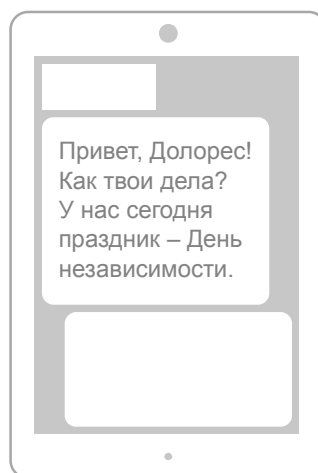 Привет, Долорес!
Как твои дела?
У нас сегодня
праздник – День
независимости.